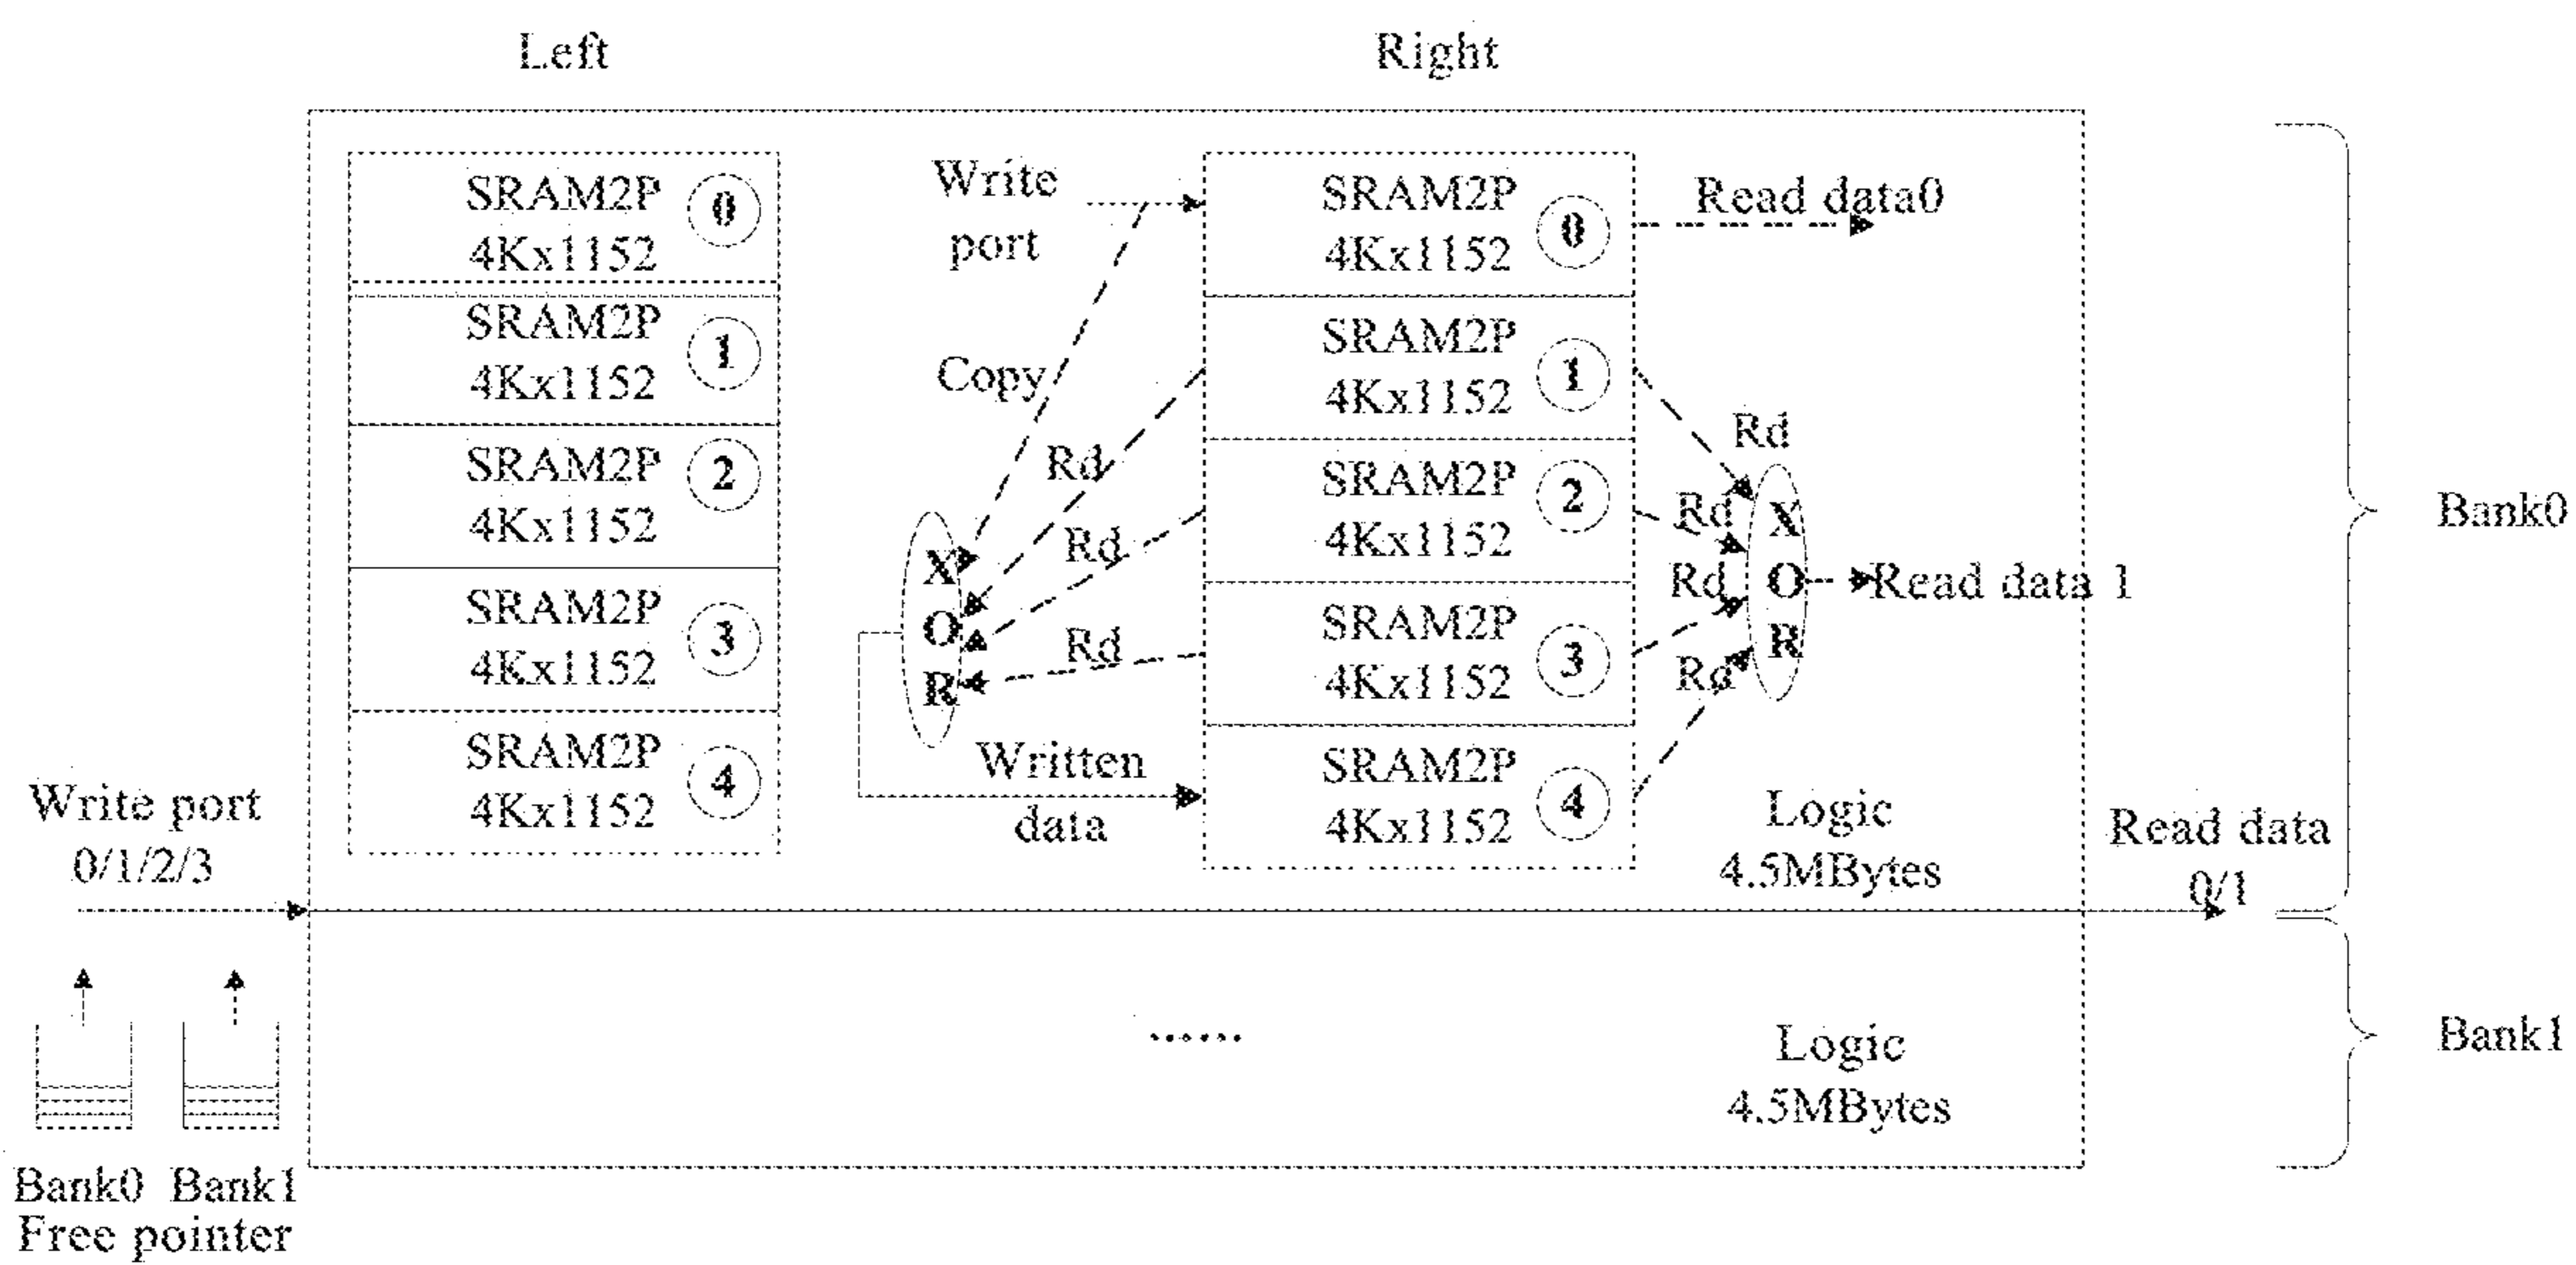 Left
Right
SRAM2P
4Kx1152
0
SRAM2P
4Kx1152
1
SRAM2P
4Kx1152
2
SRAM2P
4Kx1152
3
SRAM2P
4Kx1152
4
Write
port
Copy
Rd
Rd
Rd
X
O
R
Written
data
SRAM2P
4Kx1152
0
SRAM2P
4Kx1152
1
SRAM2P
4Kx1152
2
SRAM2P
4Kx1152
3
SRAM2P
4Kx1152
4
Read data0
Rd
Rd
Rd
Rd
X
O
R
Read data 1
Logic
4.5MBytes
Bank0
Write port
0/1/2/3
Read data
0/1
......
Logic
4.5MBytes
Bank1
Bank0 Bank1
Free pointer